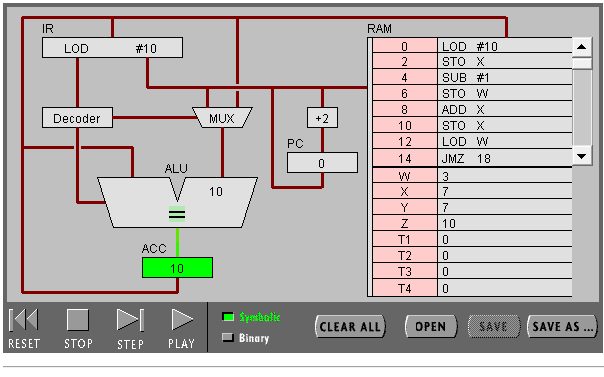 IR
LOD #10
Decoder
MUX
+2
PC
0
ALU
10
=
ACC
10
RAM
0 LOD #10
2 STO X
4 SUB #1
6 STO W
8 ADD X
10 STO X
12 LOD W
14 JMZ 18
W 3
X 7
Y 7
Z 10
T1 0
T2 0
T3 0
T4 0
RESET
STOP
STEP
PLAY
Symbolic
Binary
CLEAR ALL
OPEN
SAVE
SAVE AS ...